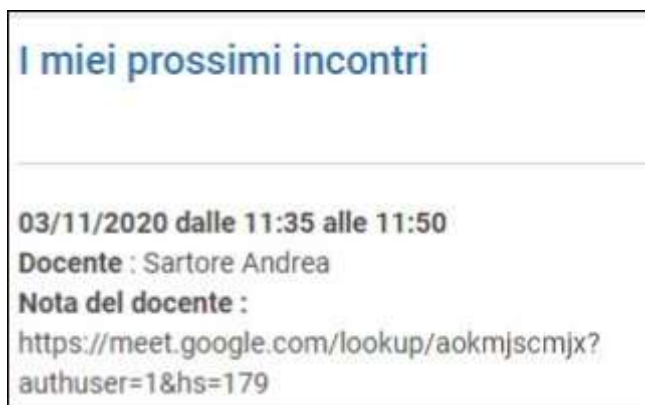 I miei prossimi incontri
03/11/2020 dalle 11:35 alle 11:50
Docente : Sartore Andrea
Nota del docente :
https://meet.google.com/lookup/aokmjscmjx?
authuser=1&hs=179